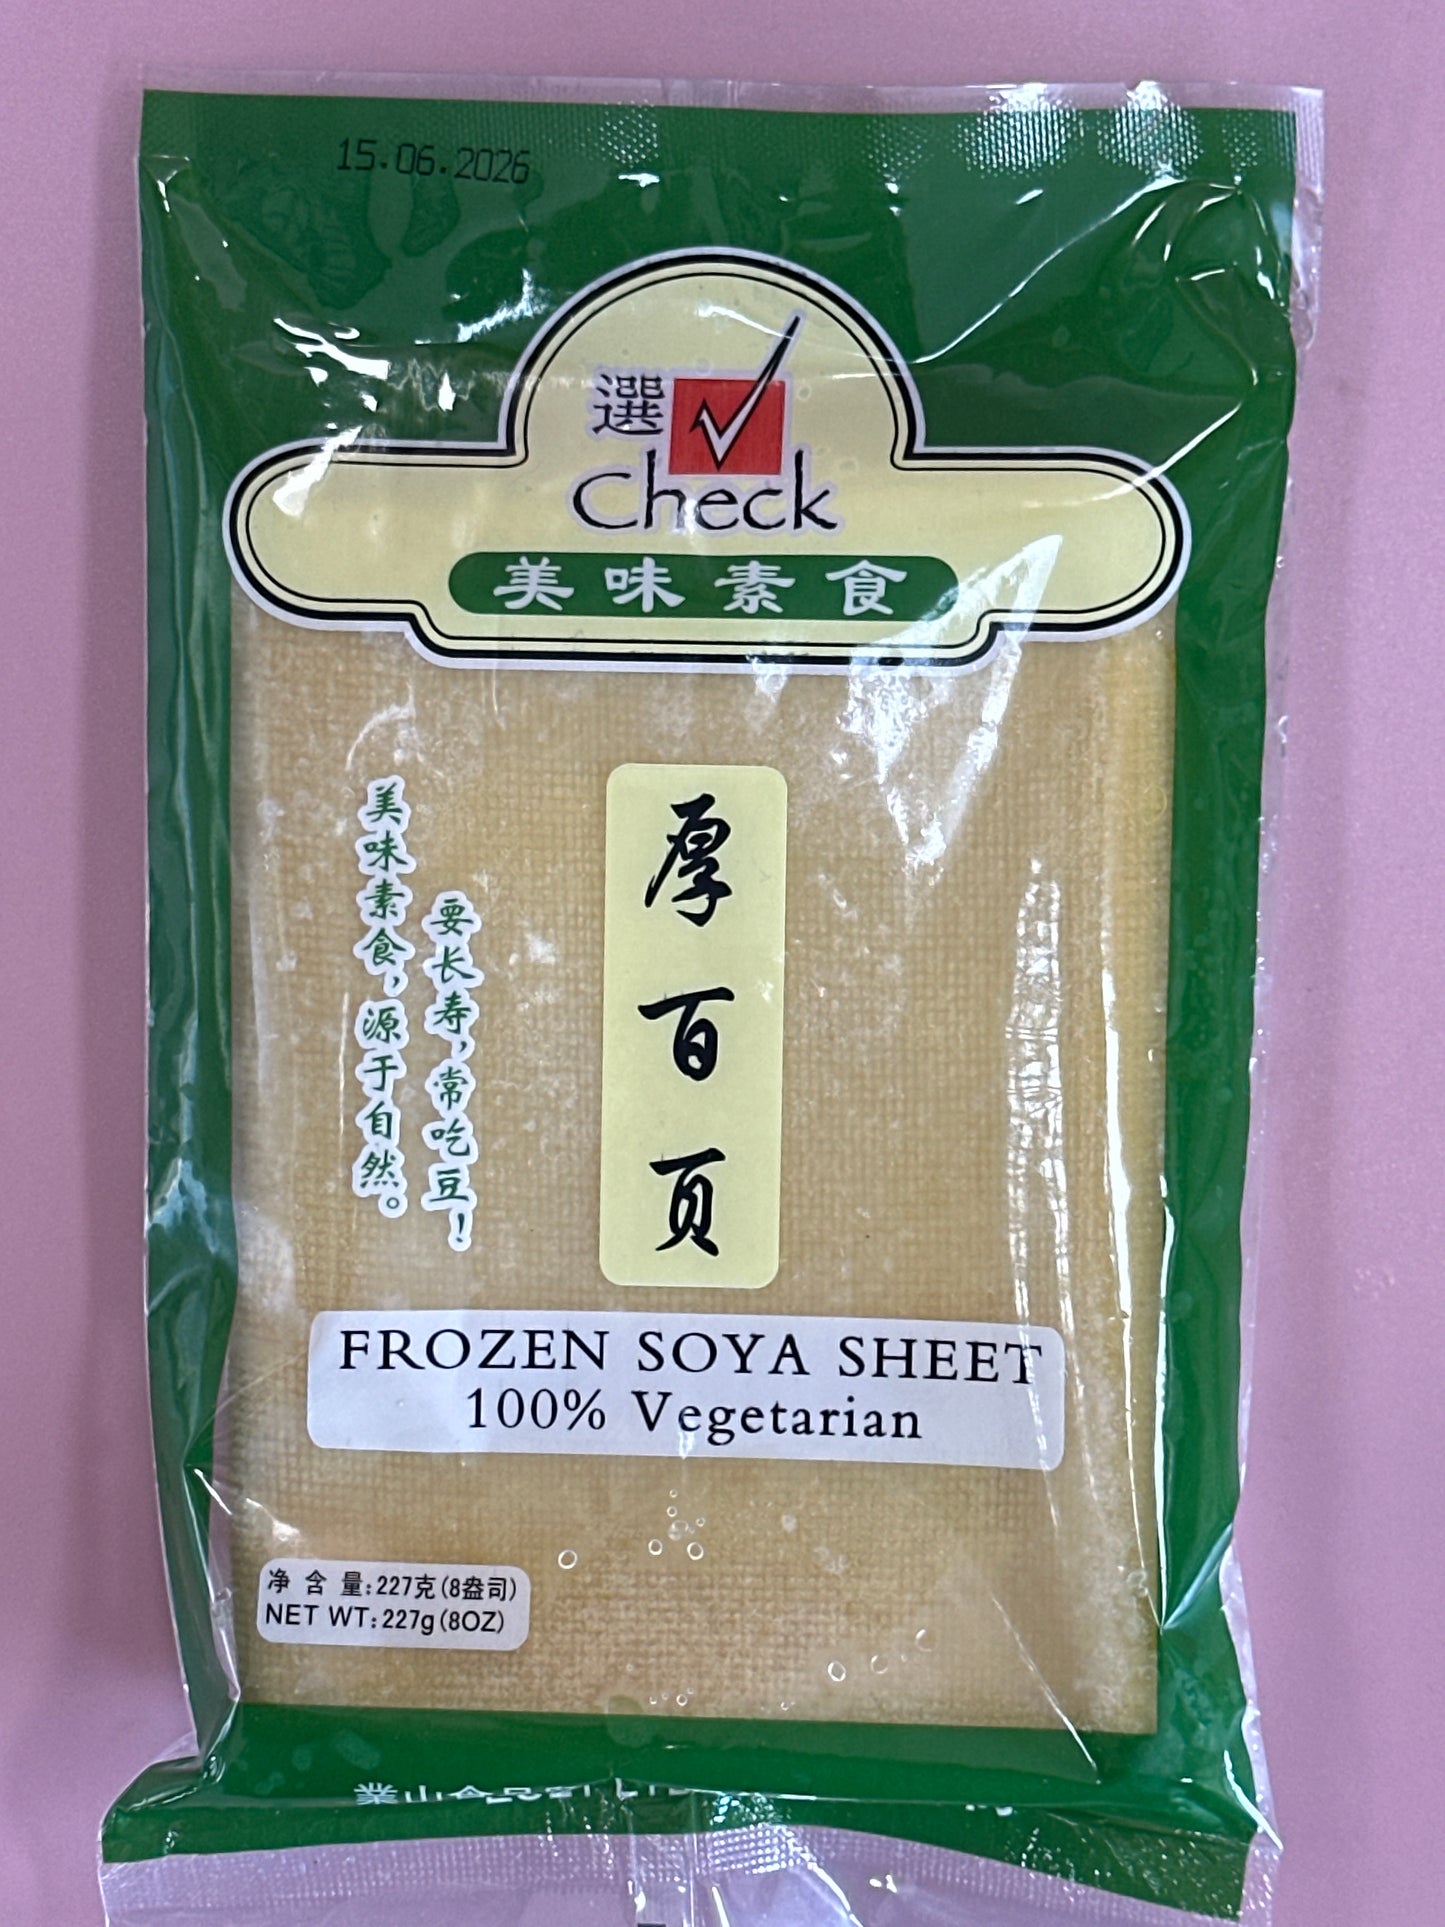 15.06.2026
選
Check
美味素食
厚百页
美味素食，源于自然。
要长寿，常吃豆！
FROZEN SOYA SHEET
100% Vegetarian
净含量:227克(8盎司)
NET WT:227g(8OZ)